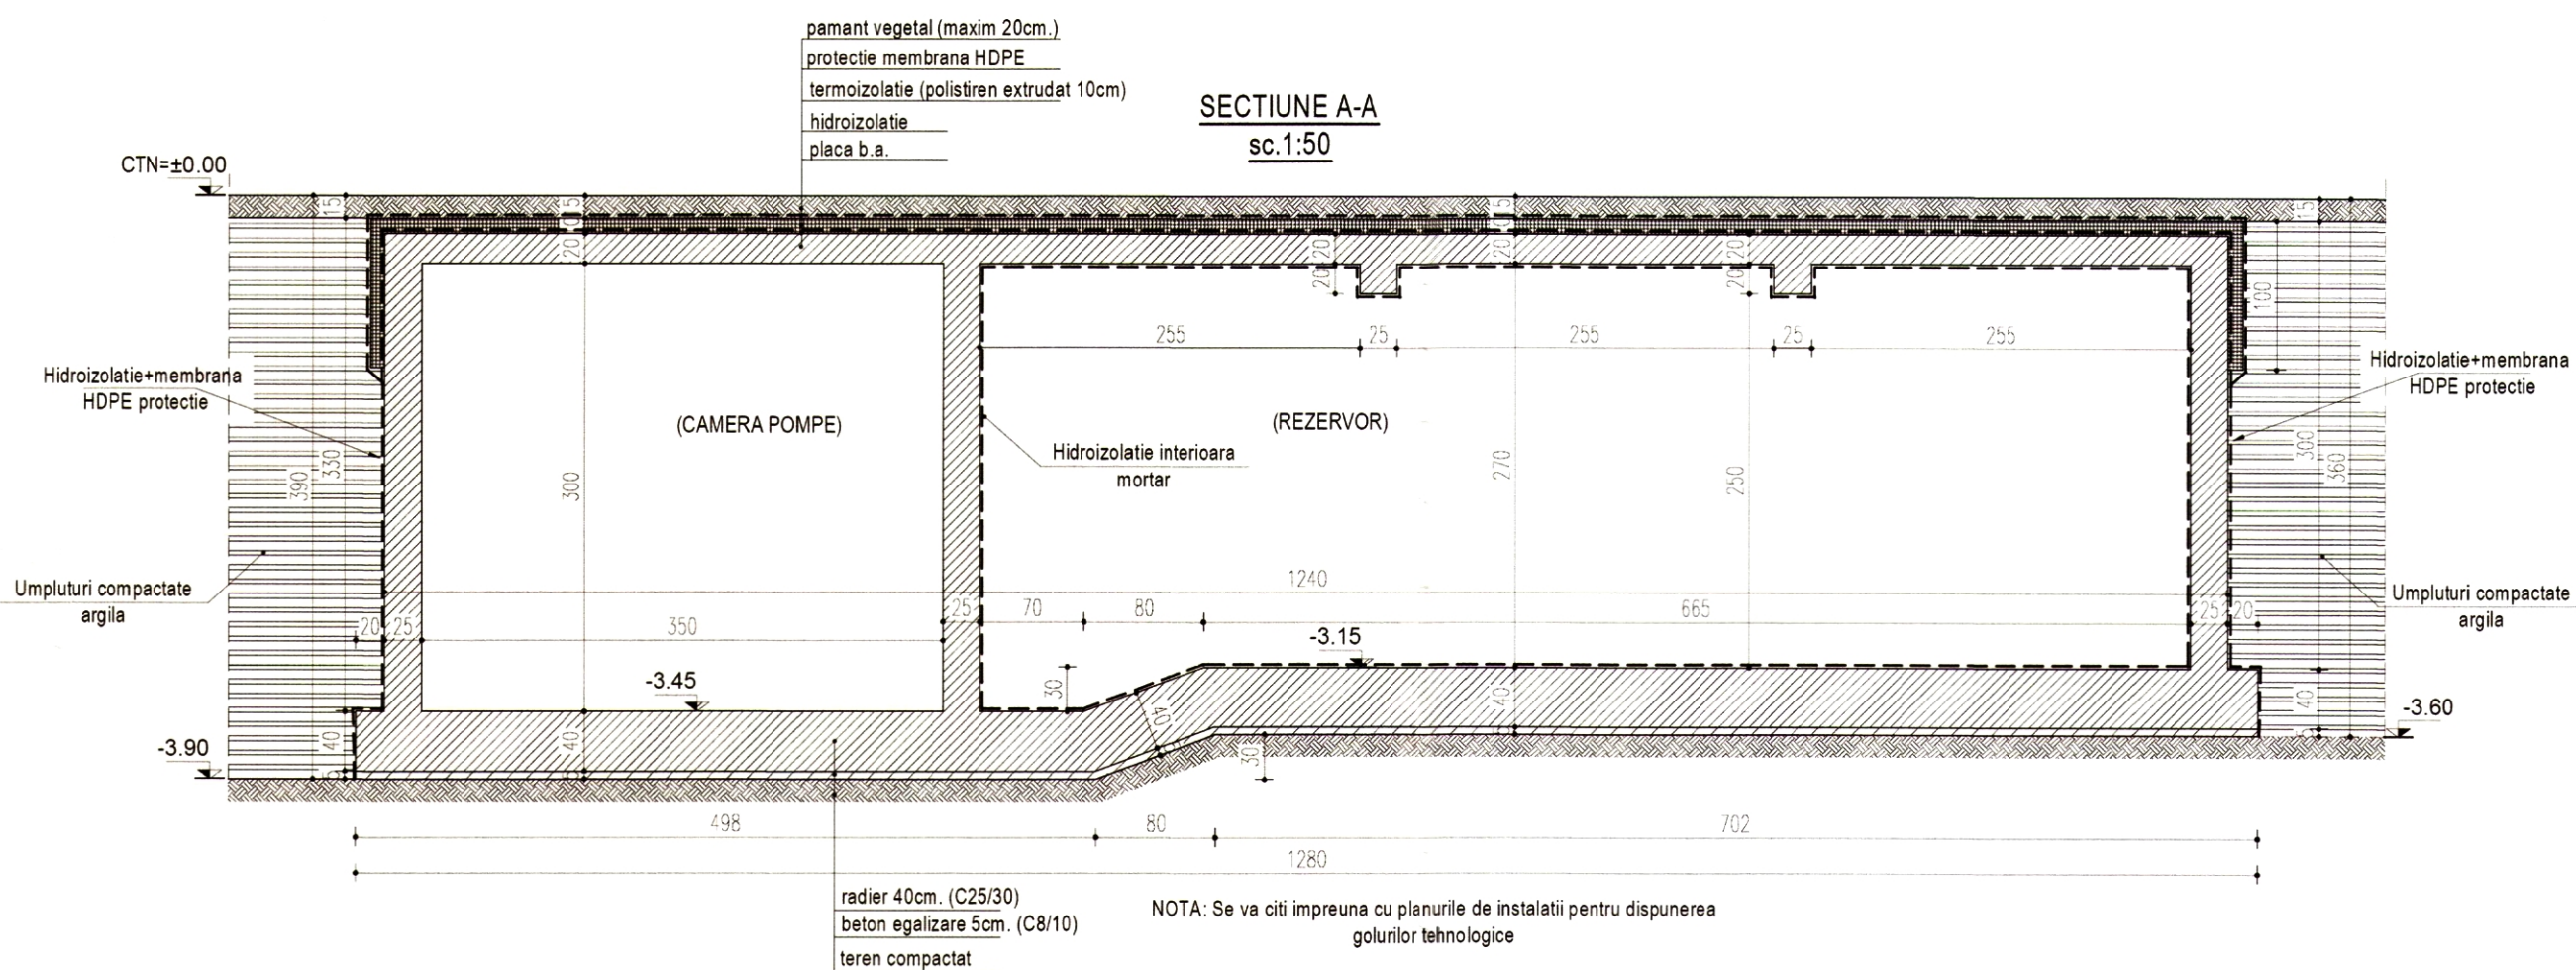 pamant vegetal (maxim 20cm.)
protectie membrana HDPE
termoizolatie (polistiren extrudat 10cm)
hidroizolatie
placa b.a.
SECTIUNE A-A
sc.1:50
CTN=±0.00
15
15
15
15
20
20
20
20
20
20
100
255
25
255
25
255
Hidroizolatie+membrana
HDPE protectie
Hidroizolatie+membrana
HDPE protectie
(CAMERA POMPE)
(REZERVOR)
Hidroizolatie interioara
mortar
390
330
300
270
250
300
360
Umpluturi compactate
argila
Umpluturi compactate
argila
1240
20
25
350
25
70
80
665
25
20
-3.15
-3.45
30
40
-3.90
40
5
40
40
30
40
5
-3.60
498
80
702
1280
radier 40cm. (C25/30)
beton egalizare 5cm. (C8/10)
teren compactat
NOTA: Se va citi impreuna cu planurile de instalatii pentru dispunerea
golurilor tehnologice